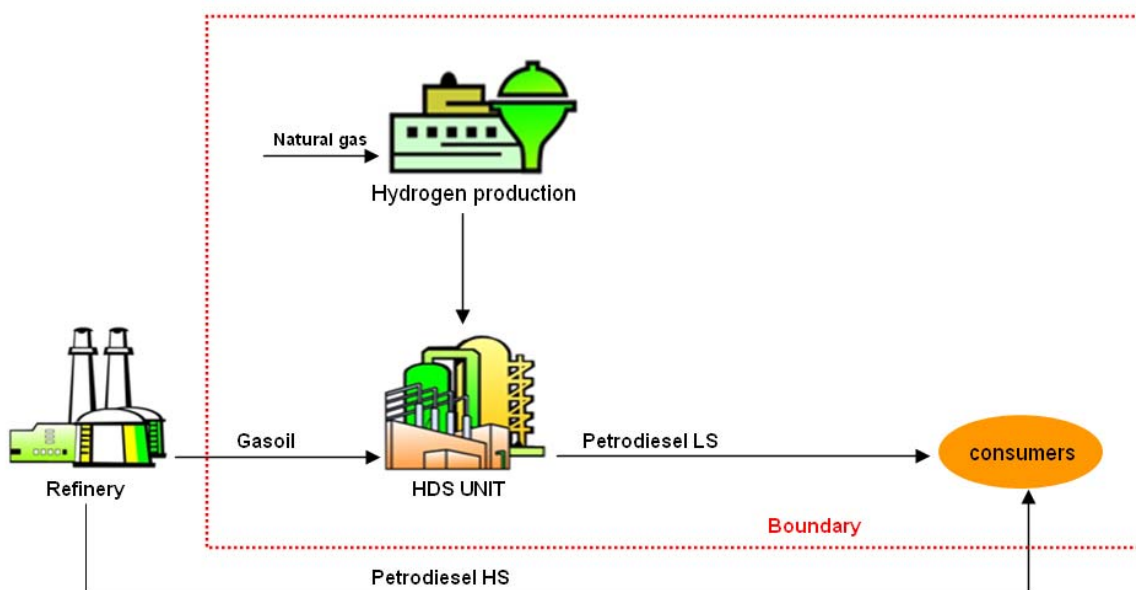 Natural gas
Hydrogen production
Gasoil
Petrodiesel LS
consumers
Refinery
HDS UNIT
Boundary
Petrodiesel HS